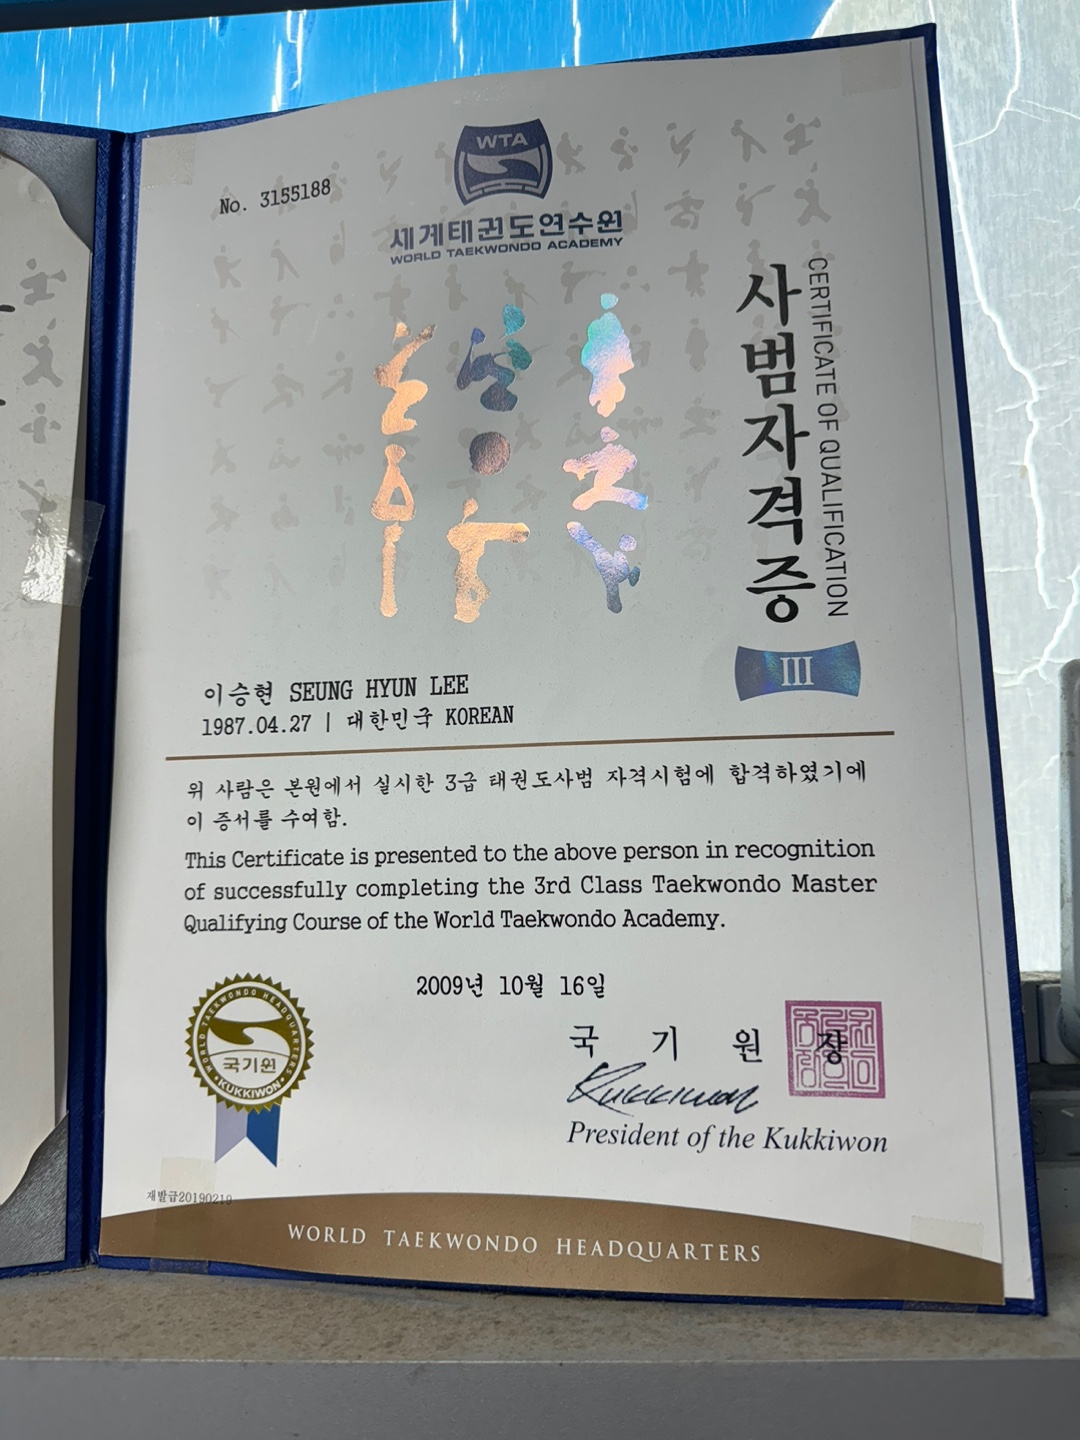 WTA
No. 3155188
세계태권도연수원
WORLD TAEKWONDO ACADEMY
사범자격증
CERTIFICATE OF QUALIFICATION
III
이승현 SEUNG HYUN LEE
1987.04.27 | 대한민국 KOREAN
위 사람은 본원에서 실시한 3급 태권도사범 자격시험에 합격하였기에
이 증서를 수여함.
This Certificate is presented to the above person in recognition
of successfully completing the 3rd Class Taekwondo Master
Qualifying Course of the World Taekwondo Academy.
2009년 10월 16일
국 기 원 장
Kukkiwon
President of the Kukkiwon
WORLD TAEKWONDO HEADQUARTERS
국기원
KUKKIWON
재발급20190219
WORLD TAEKWONDO HEADQUARTERS